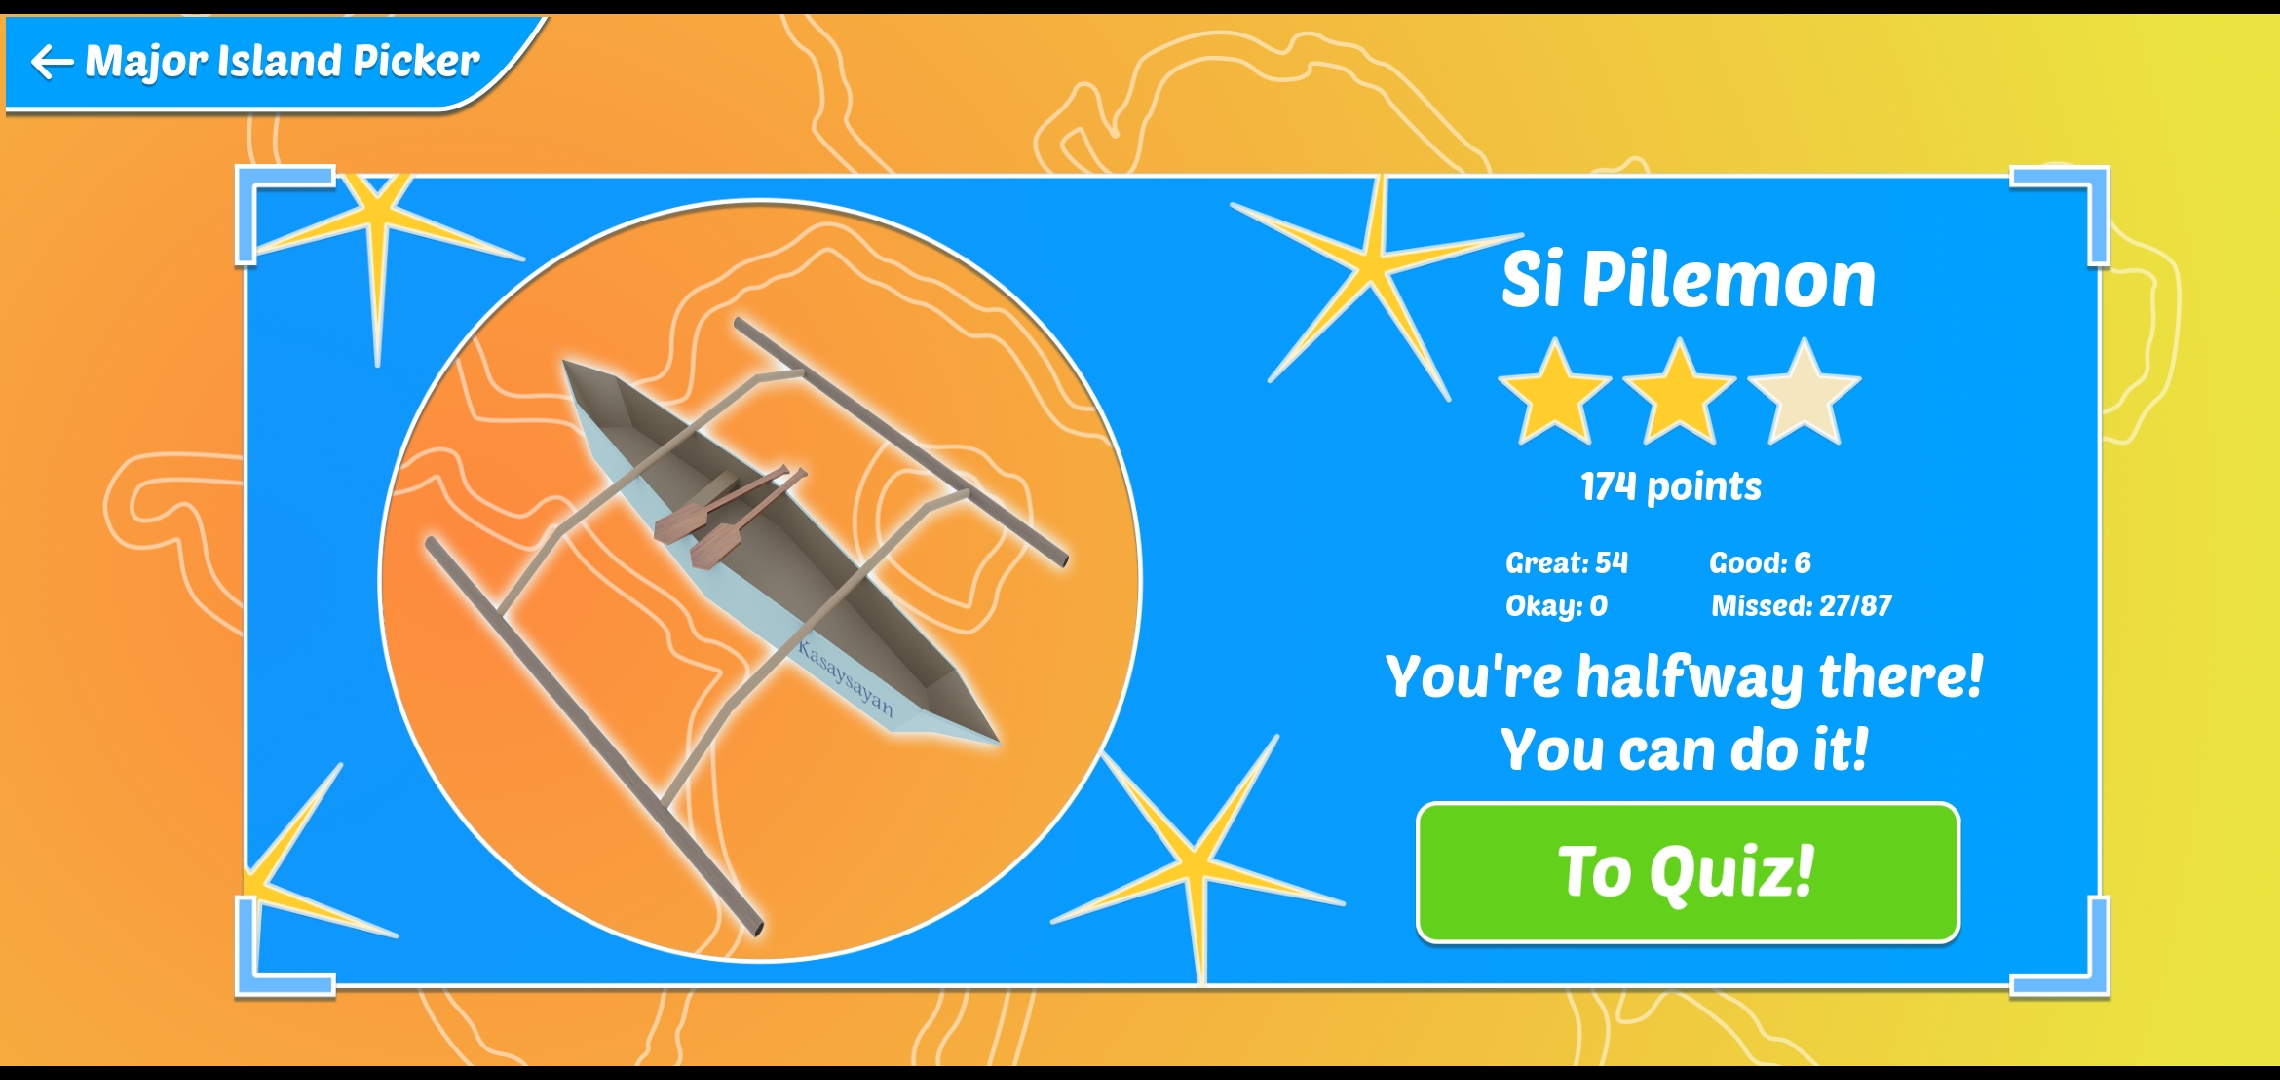 Major Island Picker
Si Pilemon
174 points
Great: 54 Good: 6
Okay: 0 Missed: 27/87
You're halfway there!
You can do it!
To Quiz!
Kasaysayan